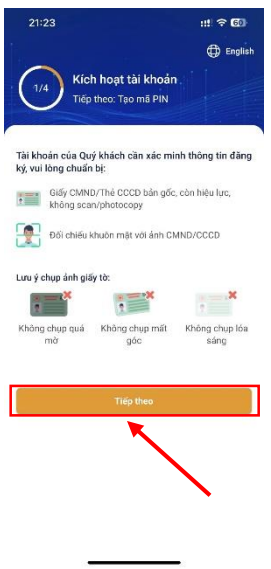 21:23
60
English
1/4
Kích hoạt tài khoản
Tiếp theo: Tạo mã PIN
Tài khoản của Quý khách cần xác minh thông tin đăng
ký, vui lòng chuẩn bị:
Giấy CMND/Thẻ CCCD bản gốc, còn hiệu lực,
không scan/photocopy
Đối chiếu khuôn mặt với ảnh CMND/CCCD
Lưu ý chụp ảnh giấy tờ:
Không chụp quá
mờ
Không chụp mất
góc
Không chụp lóa
sáng
Tiếp theo